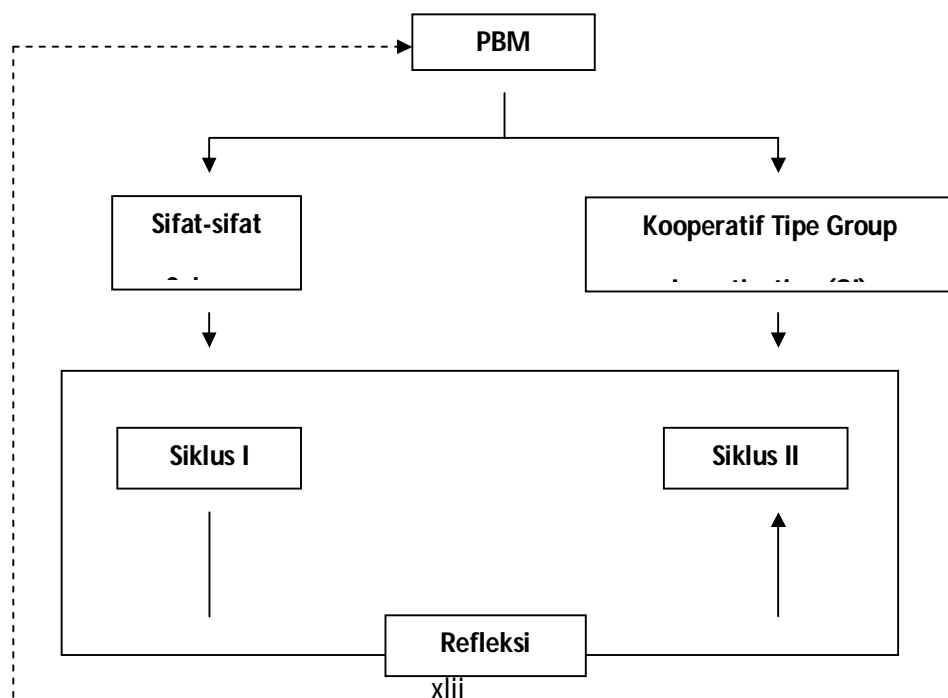 PBM
Sifat-sifat
Kooperatif Tipe Group
Siklus I
Siklus II
Refleksi
xlii